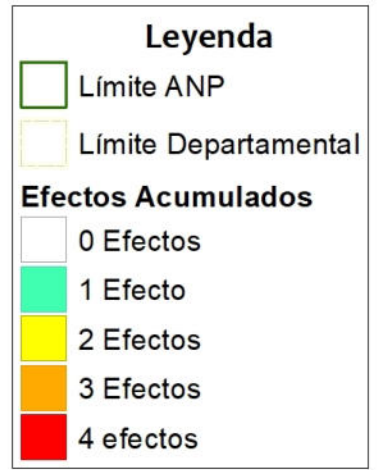 Leyenda
Límite ANP
Límite Departamental
Efectos Acumulados
0 Efectos
1 Efecto
2 Efectos
3 Efectos
4 efectos